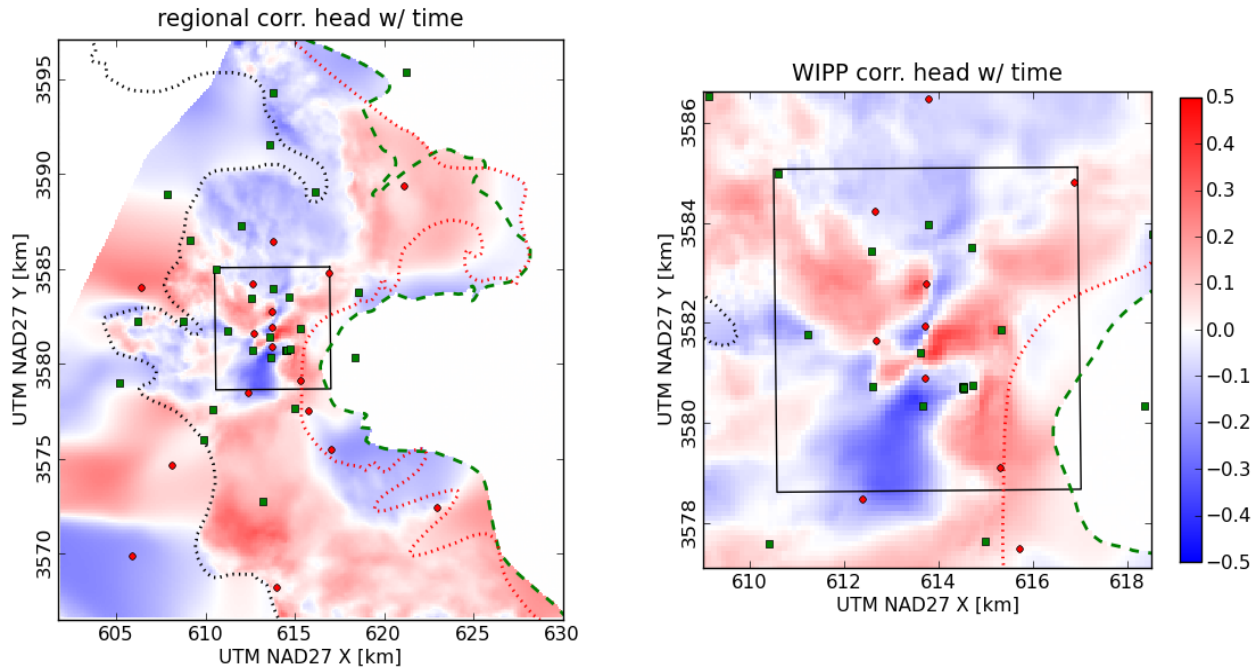 regional corr. head w/ time
3595
3590
3585
3580
3575
3570
UTM NAD27 Y [km]
605 610 615 620 625 630
UTM NAD27 X [km]
WIPP corr. head w/ time
3586
3584
3582
3580
3578
UTM NAD27 Y [km]
610 612 614 616 618
UTM NAD27 X [km]
0.5
0.4
0.3
0.2
0.1
0.0
−0.1
−0.2
−0.3
−0.4
−0.5